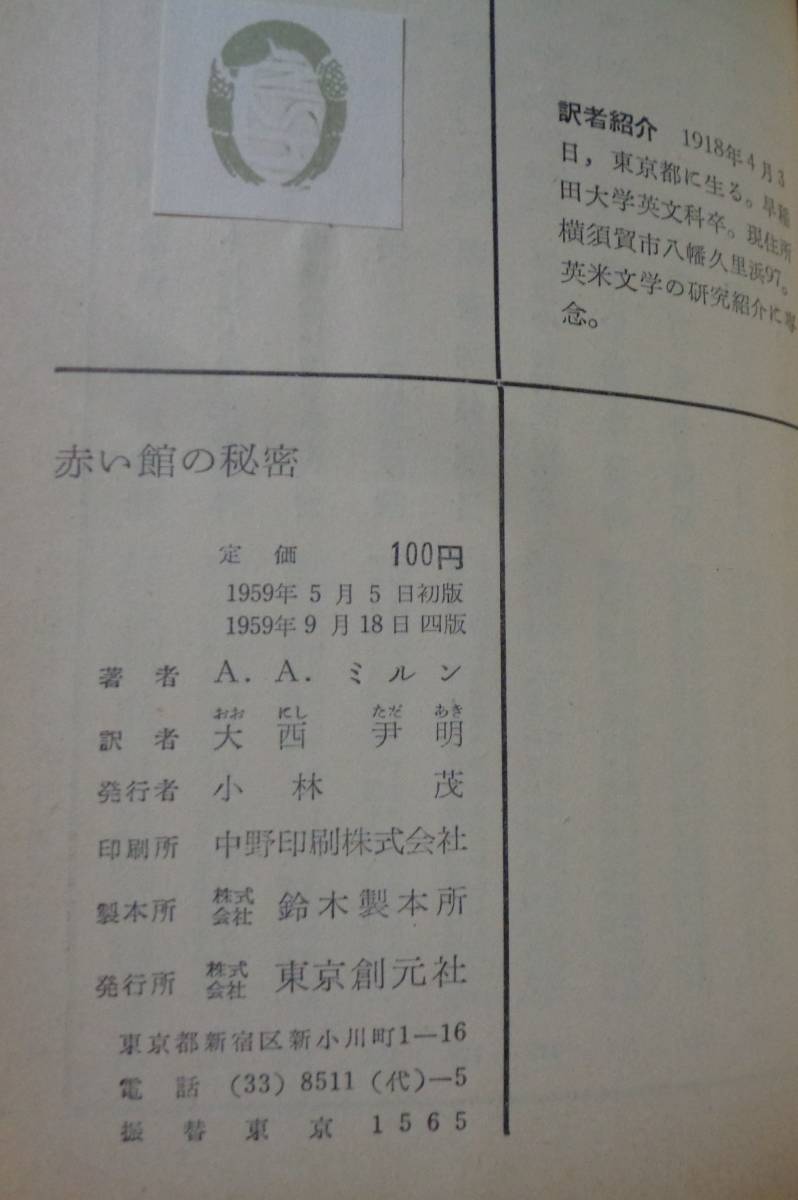 訳者紹介 1918年4月3
日，東京都に生る。早稲
田大学英文科卒。現住所
横須賀市八幡久里浜97。
英米文学の研究紹介に専
念。
赤い館の秘密
定価 100円
1959年5月5日初版
1959年9月18日四版
著者 A. A. ミルン
おお にし ただ あき
訳者 大西尹明
発行者 小林茂
印刷所 中野印刷株式会社
製本所 株式会社 鈴木製本所
発行所 株式会社 東京創元社
東京都新宿区新小川町1—16
電話 (33) 8511 (代)—5
振替東京 1565